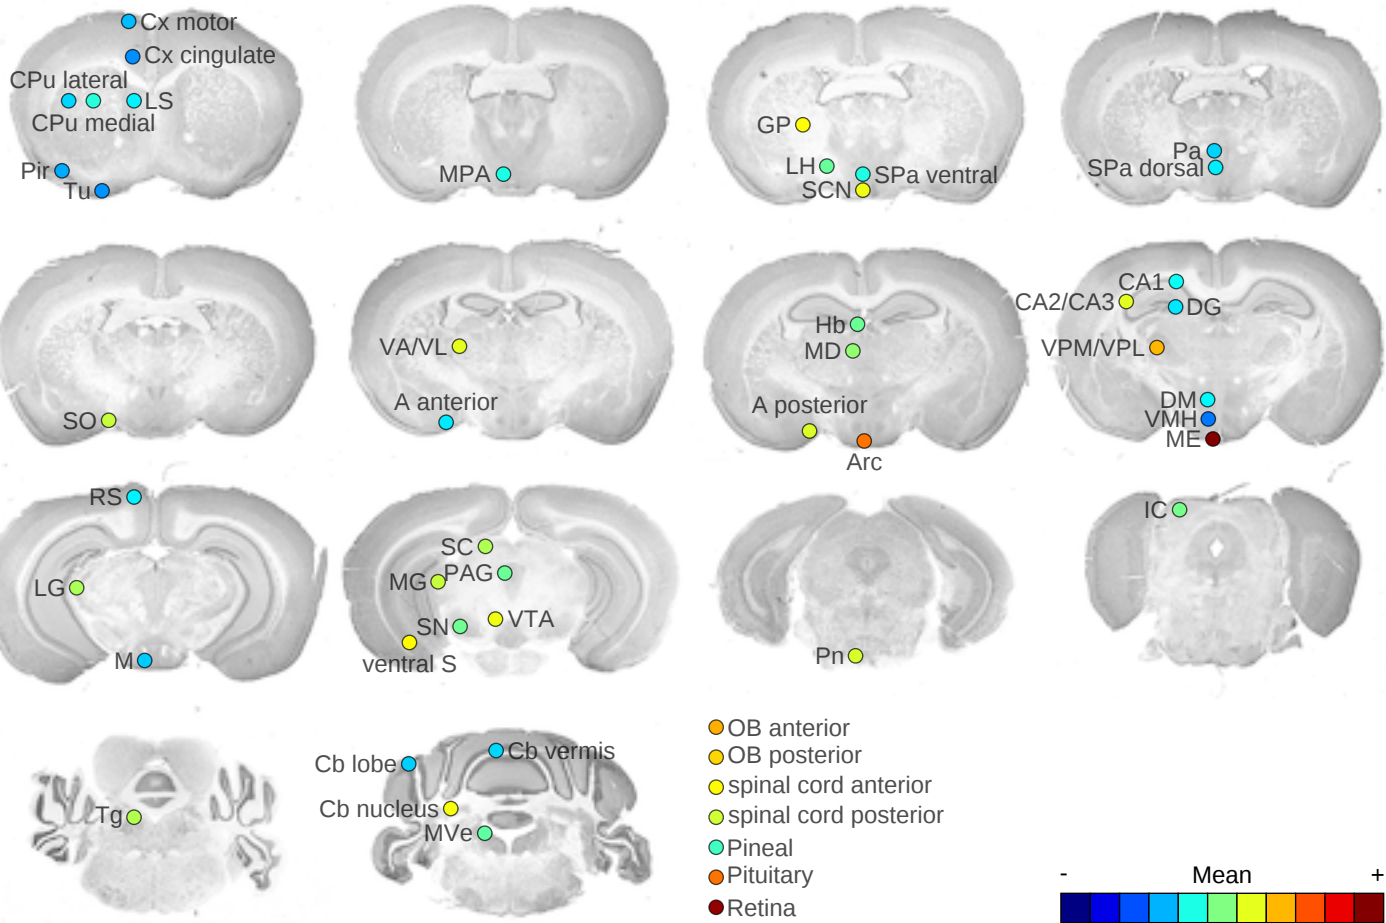 Cx motor
Cx cingulate
CPu lateral
LS
CPu medial
Pir
Tu
MPA
GP
LH
SPa ventral
SCN
Pa
SPa dorsal
SO
VA/VL
A anterior
Hb
MD
A posterior
Arc
CA1
CA2/CA3
DG
VPM/VPL
DM
VMH
ME
RS
LG
M
SC
PAG
MG
VTA
SN
ventral S
Pn
IC
Tg
Cb vermis
Cb lobe
Cb nucleus
MVe
OB anterior
OB posterior
spinal cord anterior
spinal cord posterior
Pineal
Pituitary
Retina
- Mean +